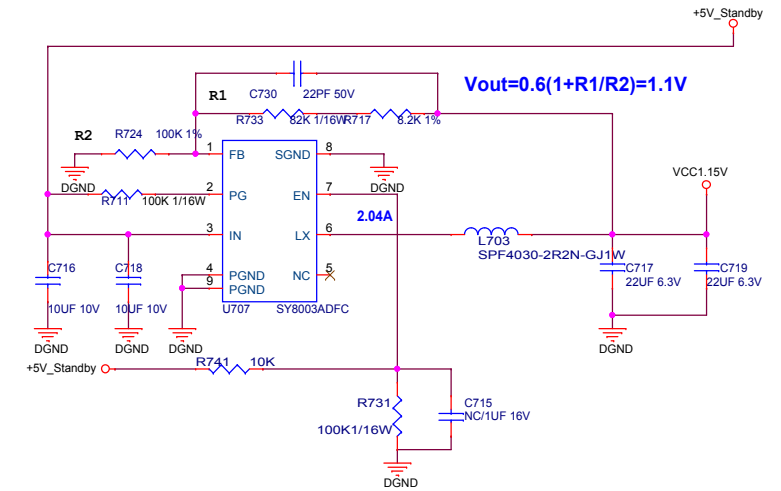 +5V_Standby
R1
C730
22PF 50V
Vout=0.6(1+R1/R2)=1.1V
R733
82K 1/16W
R717
8.2K 1%
R2
R724
100K 1%
1
FB
SGND
8
DGND
DGND
VCC1.15V
R711
100K 1/16W
2
PG
EN
7
2.04A
3
IN
LX
6
L703
SPF4030-2R2N-GJ1W
C716
C718
4
PGND
NC
5
C717
C719
9
PGND
22UF 6.3V
22UF 6.3V
10UF 10V
10UF 10V
U707
SY8003ADFC
DGND
DGND
DGND
DGND
+5V_Standby
R741
10K
R731
100K1/16W
C715
NC/1UF 16V
DGND